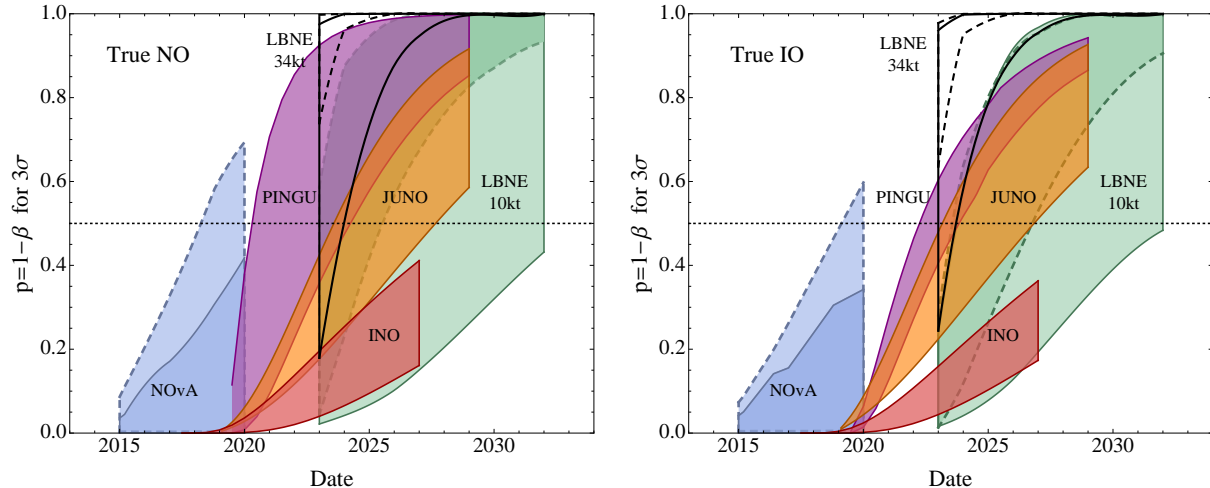 True NO
LBNE
34kt
PINGU
JUNO
LBNE
10kt
INO
NOvA
p=1−β for 3σ
1.0
0.8
0.6
0.4
0.2
0.0
2015
2020
2025
2030
Date
True IO
LBNE
34kt
PINGU
JUNO
LBNE
10kt
INO
NOvA
p=1−β for 3σ
1.0
0.8
0.6
0.4
0.2
0.0
2015
2020
2025
2030
Date